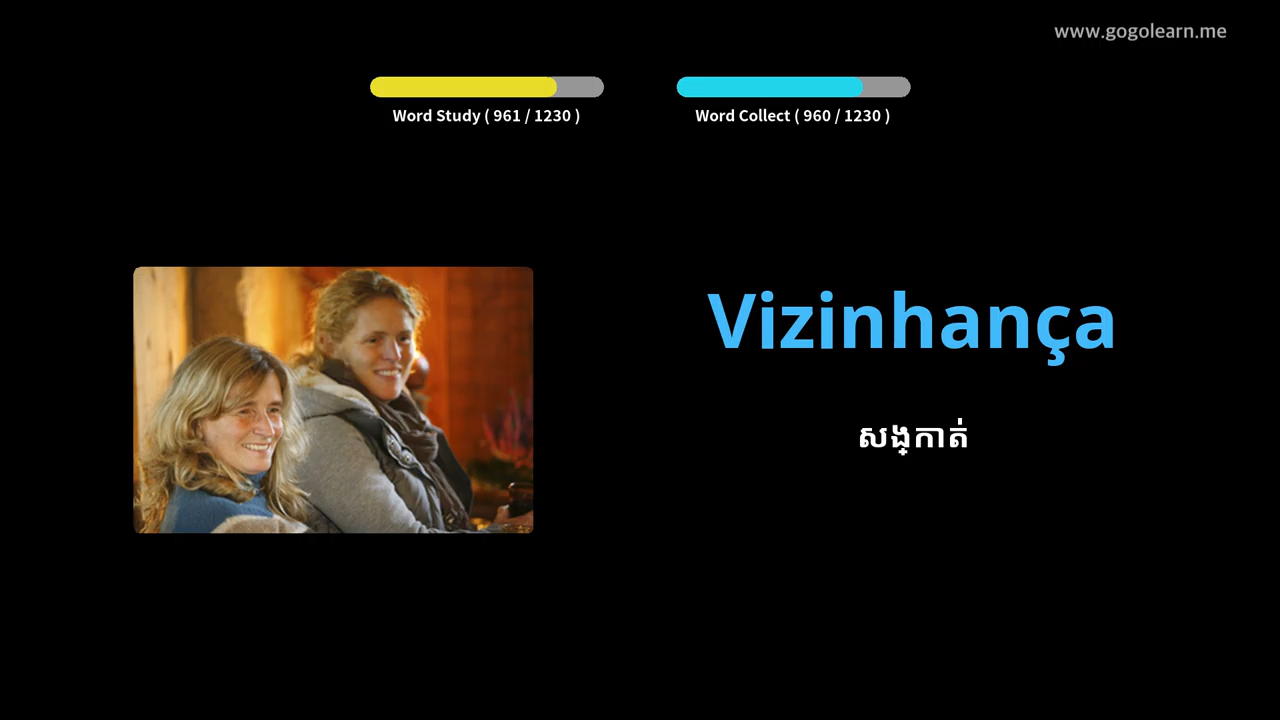 www.gogolearn.me
Word Study ( 961 / 1230 )
Word Collect ( 960 / 1230 )
Vizinhança
សង្កាត់